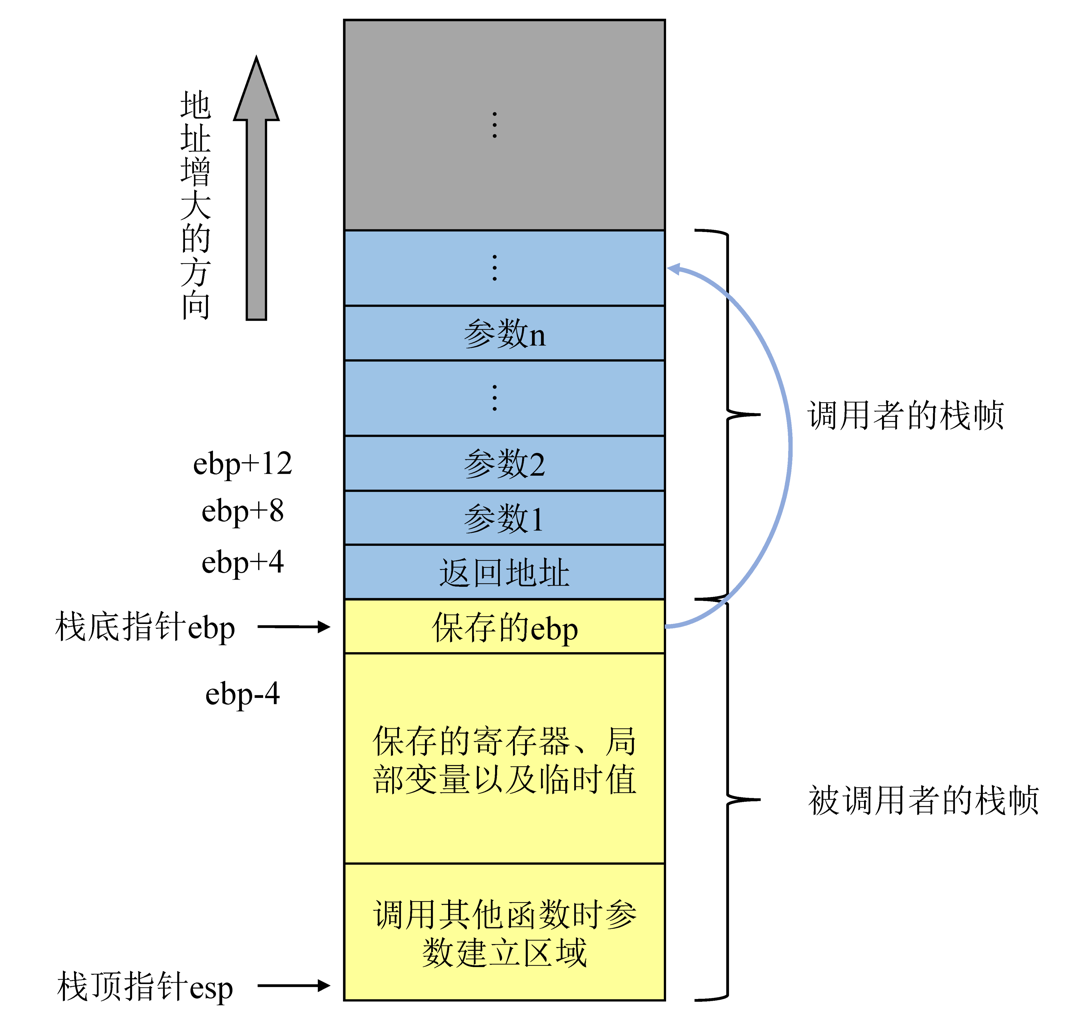 地址增大的方向
⋮
⋮
参数n
⋮
调用者的栈帧
ebp+12
参数2
ebp+8
参数1
ebp+4
返回地址
栈底指针ebp
保存的ebp
ebp-4
保存的寄存器、局
部变量以及临时值
被调用者的栈帧
调用其他函数时参
数建立区域
栈顶指针esp